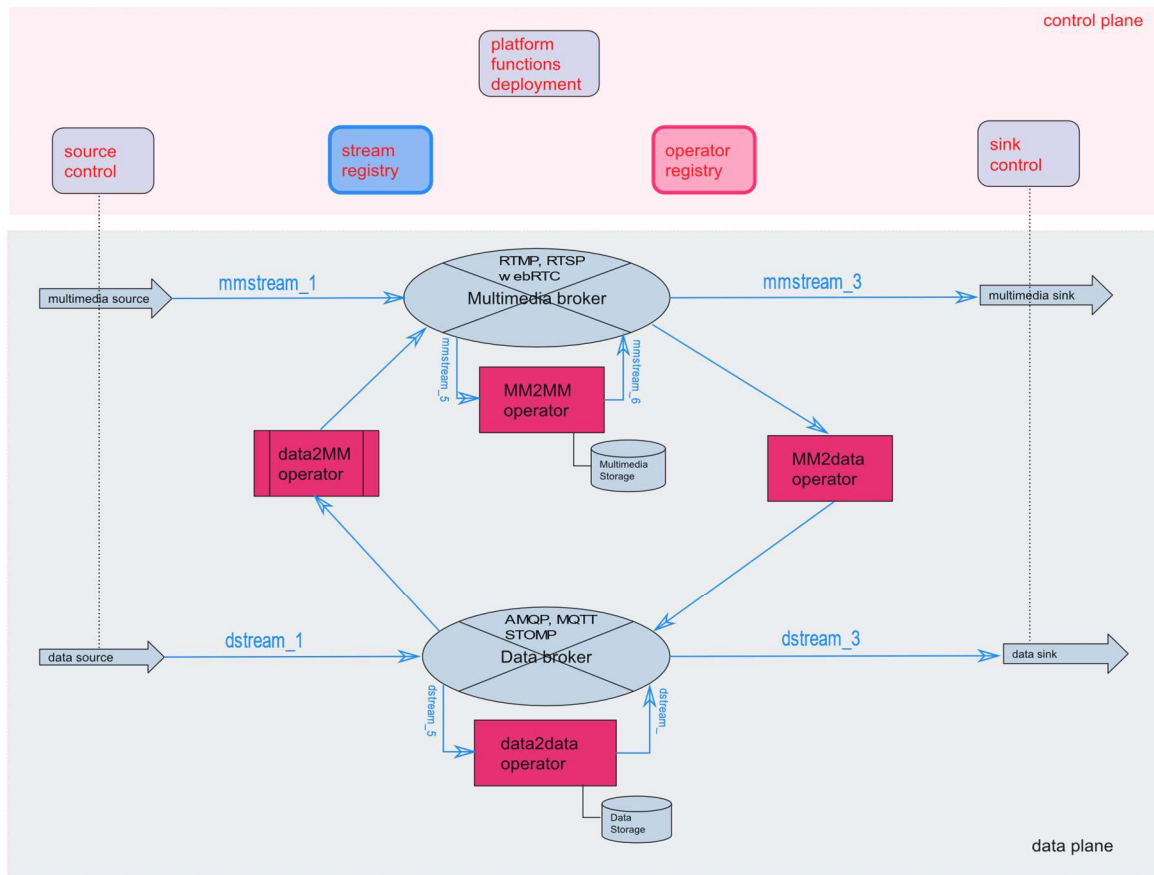 control plane
platform
functions
deployment
source
control
stream
registry
operator
registry
sink
control
RTMP, RTSP
w ebRTC
Multimedia broker
multimedia source
mmstream_1
mmstream_3
multimedia sink
mmstream_5
mmstream_6
MM2MM
operator
Multimedia
Storage
data2MM
operator
MM2data
operator
AMQP, MQTT
STOMP
Data broker
data source
dstream_1
dstream_3
data sink
dstream_5
dstream_
data2data
operator
Data
Storage
data plane